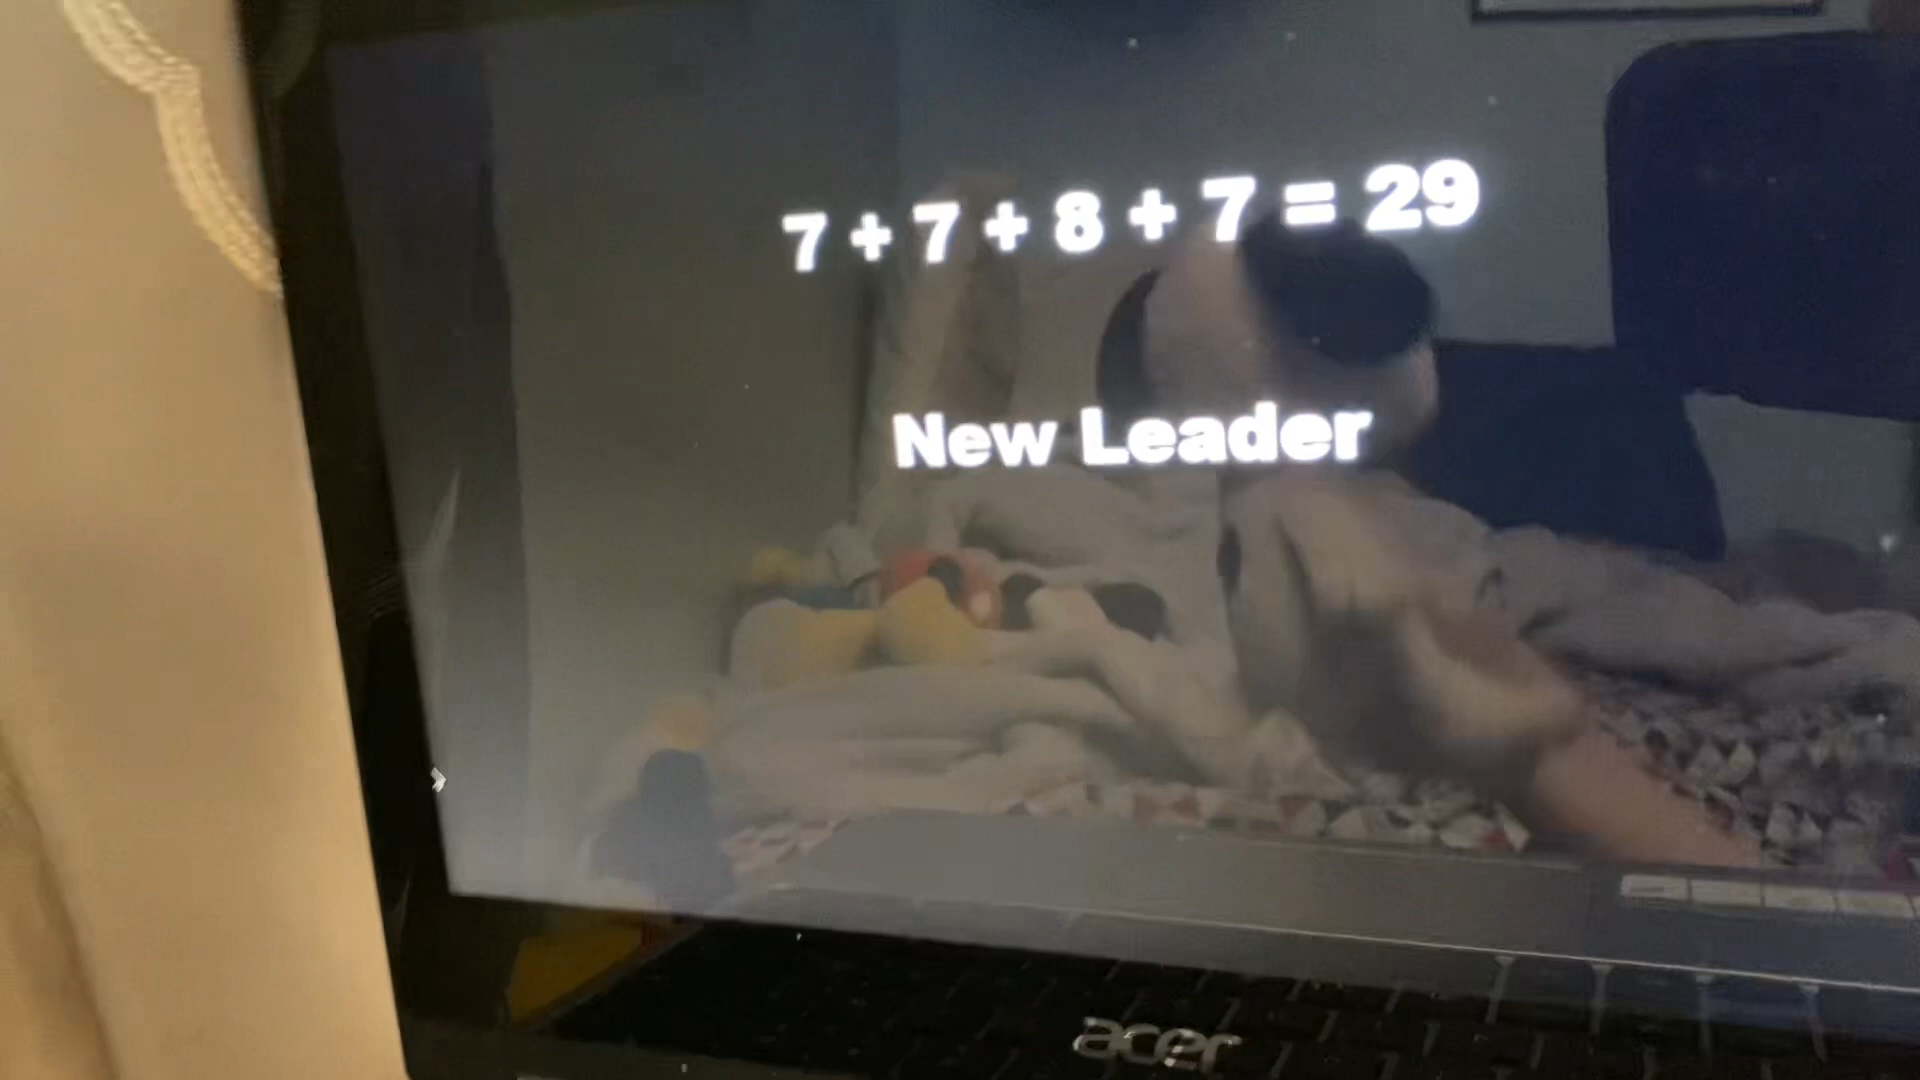 7 + 7 + 8 + 7 = 29
New Leader
acer